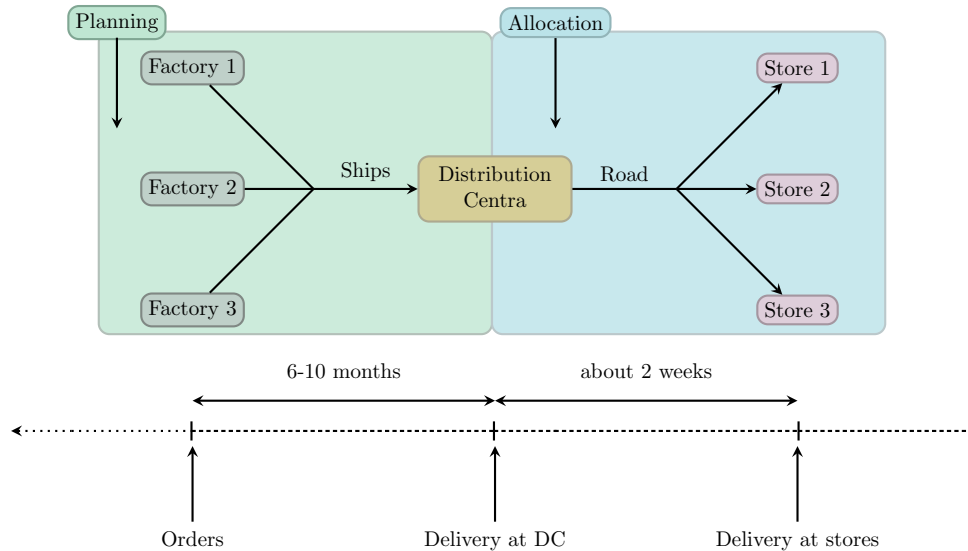 Planning
Allocation
Factory 1
Store 1
Ships
Road
Factory 2
Distribution
Centra
Store 2
Factory 3
Store 3
6-10 months
about 2 weeks
Orders
Delivery at DC
Delivery at stores